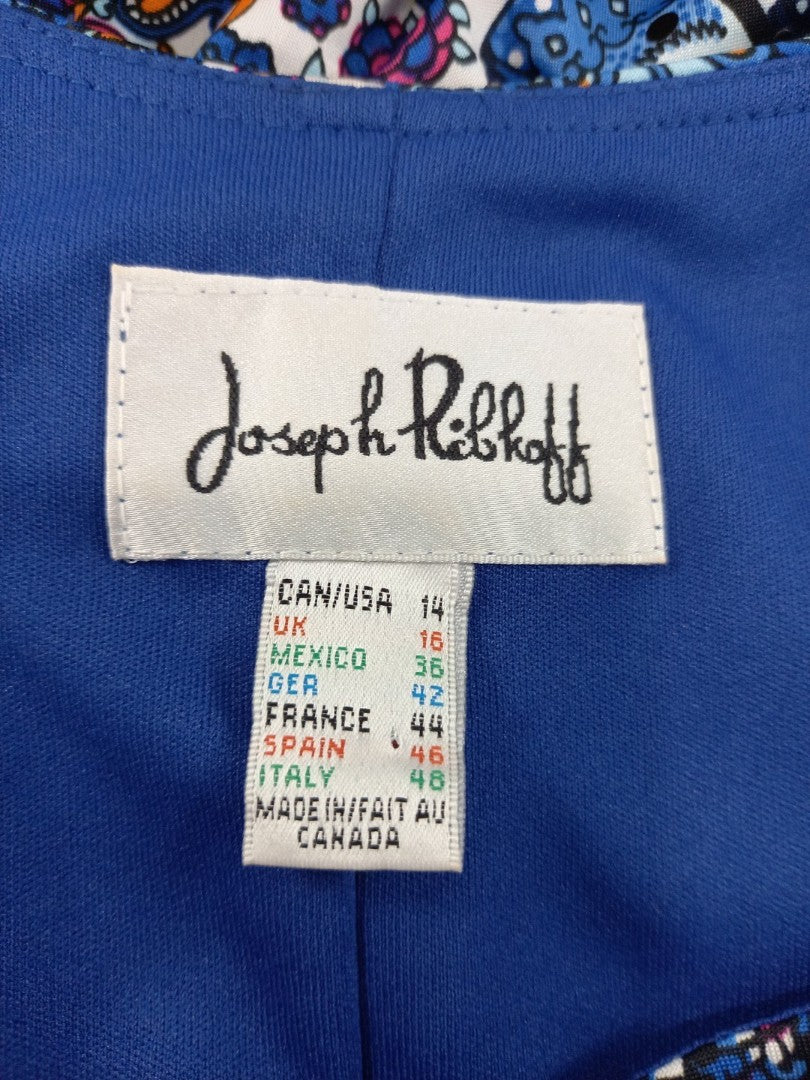 Joseph Ribkoff
CAN/USA 14
UK 16
MEXICO 36
GER 42
FRANCE 44
SPAIN 46
ITALY 48
MADE IN/FAIT AU
CANADA